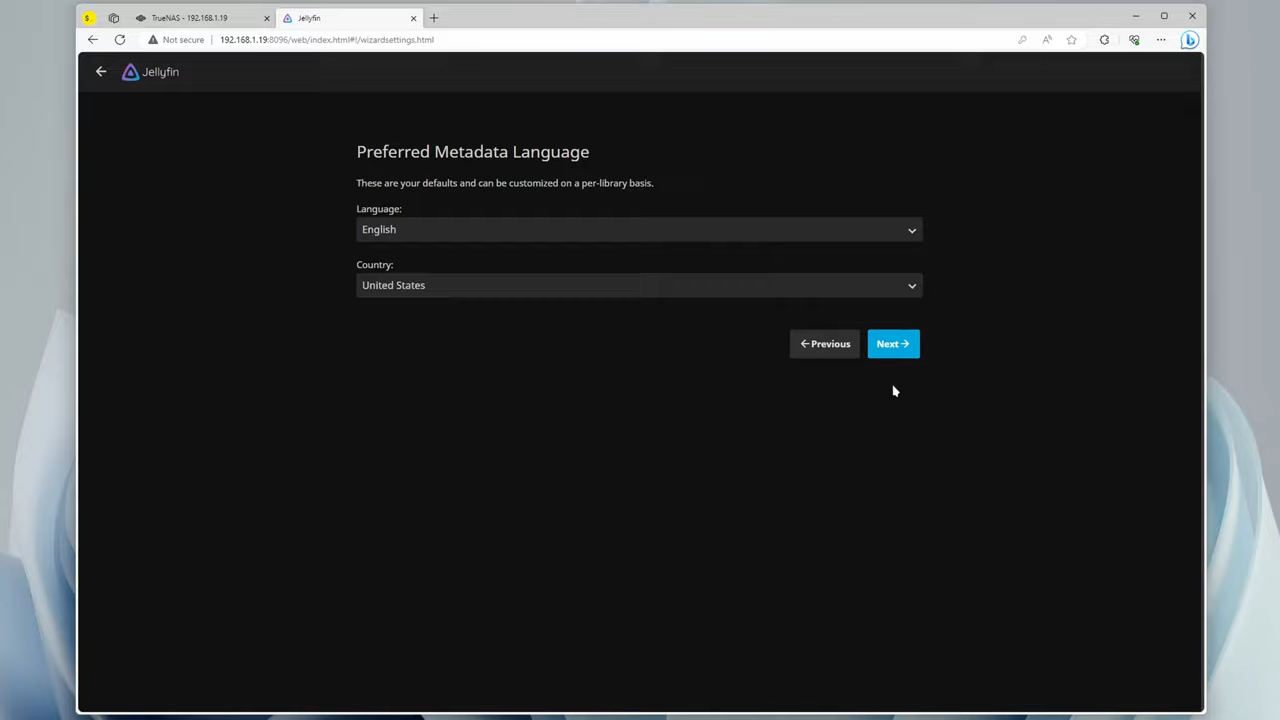 TrueNAS - 192.168.1.19
Jellyfin
Not secure
192.168.1.19:8096/web/index.html#!/wizardsettings.html
Jellyfin
Preferred Metadata Language
These are your defaults and can be customized on a per-library basis.
Language:
English
Country:
United States
Previous
Next